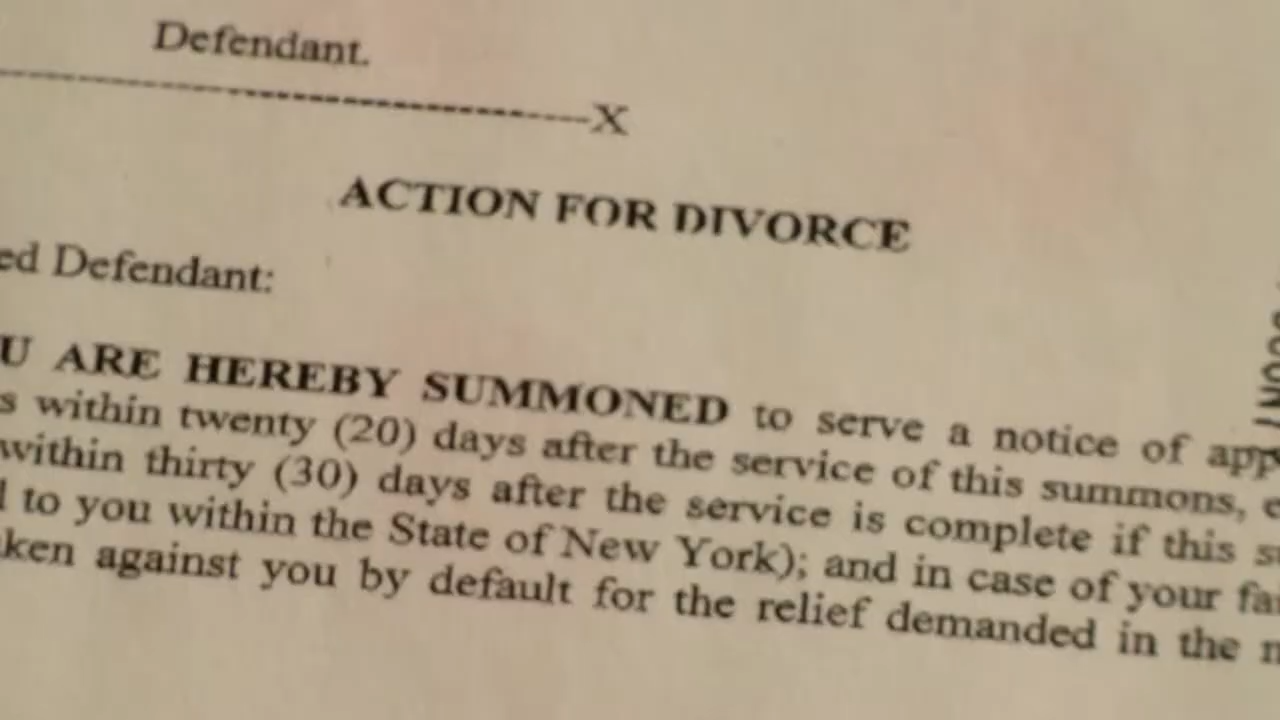 Defendant.
-----------------------------------------------X
ACTION FOR DIVORCE
ed Defendant:
U ARE HEREBY SUMMONED to serve a notice of app
s within twenty (20) days after the service of this summons, e
within thirty (30) days after the service is complete if this s
to you within the State of New York); and in case of your fai
ken against you by default for the relief demanded in the n